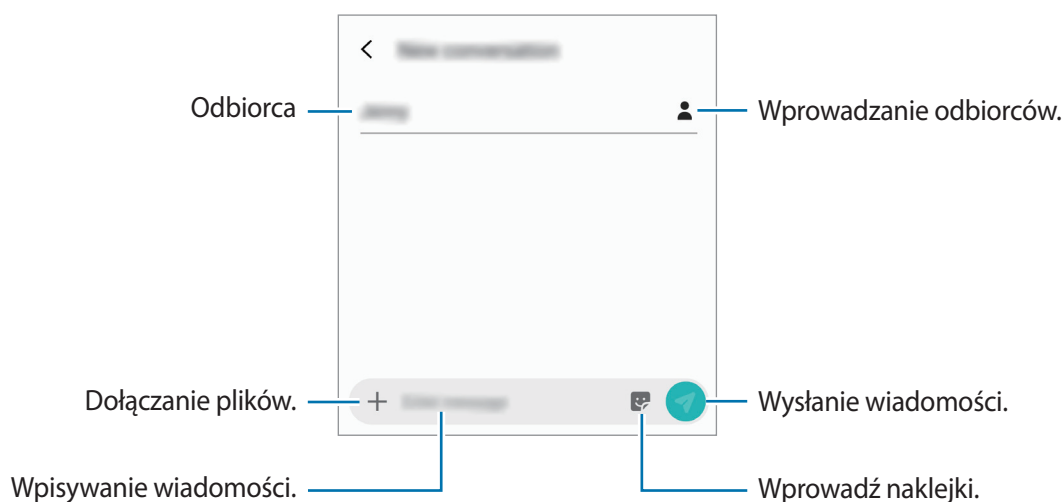 Odbiorca
Wprowadzanie odbiorców.
Dołączanie plików.
Wysłanie wiadomości.
Wpisywanie wiadomości.
Wprowadź naklejki.